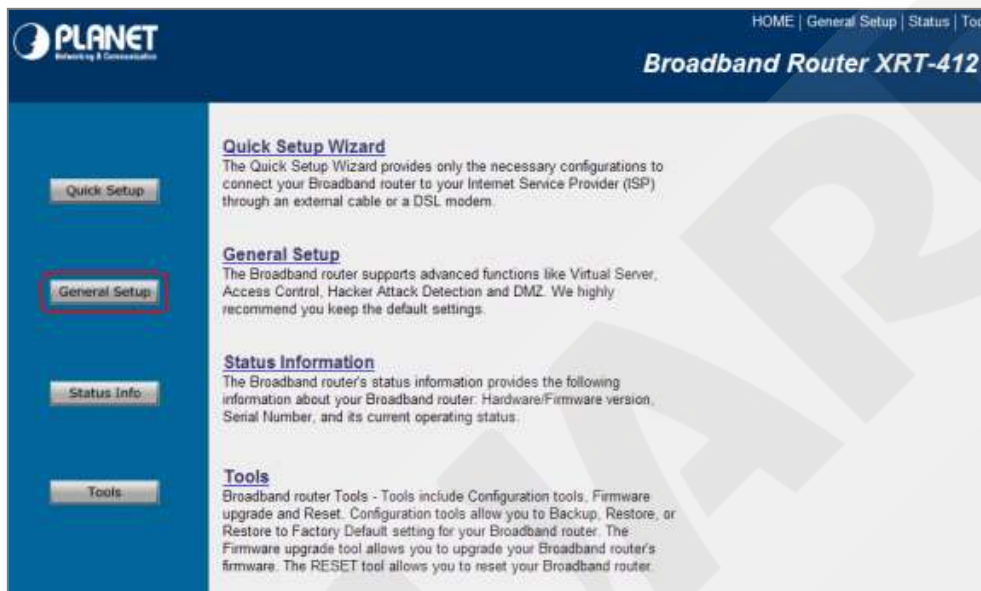 PLANET
Networking & Communication
HOME | General Setup | Status |
Broadband Router XRT-412
Quick Setup
Quick Setup Wizard
The Quick Setup Wizard provides only the necessary configurations to
connect your Broadband router to your Internet Service Provider (ISP)
through an external cable or a DSL modem.
General Setup
General Setup
The Broadband router supports advanced functions like Virtual Server,
Access Control, Hacker Attack Detection and DMZ. We highly
recommend you keep the default settings.
Status Info
Status Information
The Broadband router's status information provides the following
information about your Broadband router: Hardware/Firmware version,
Serial Number, and its current operating status.
Tools
Tools
Broadband router Tools - Tools include Configuration tools, Firmware
upgrade and Reset. Configuration tools allow you to Backup, Restore, or
Restore to Factory Default setting for your Broadband router. The
Firmware upgrade tool allows you to upgrade your Broadband router's
firmware. The RESET tool allows you to reset your Broadband router.